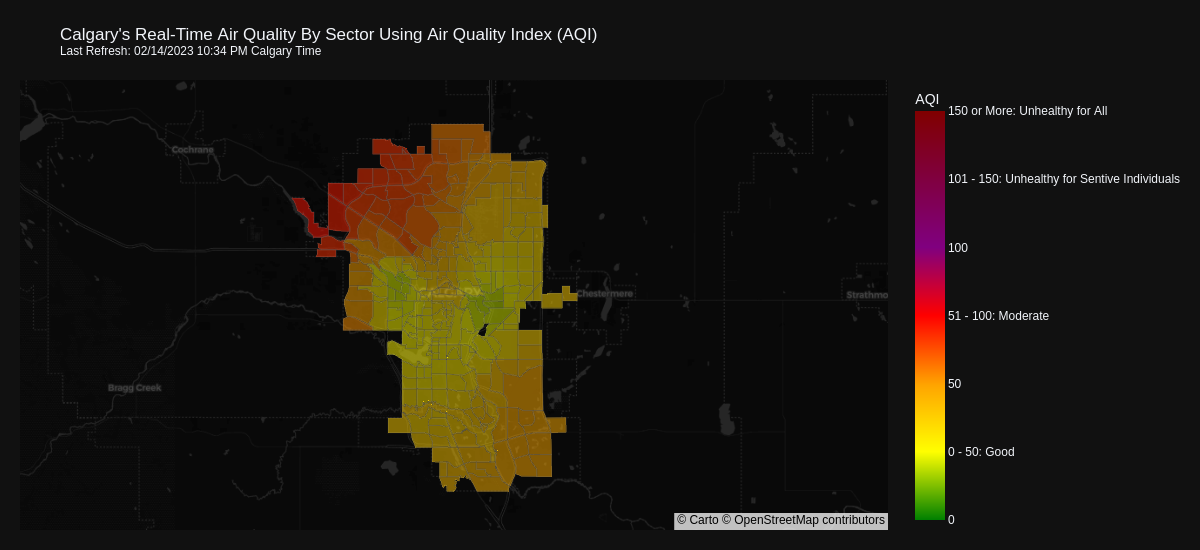 Calgary's Real-Time Air Quality By Sector Using Air Quality Index (AQI)
Last Refresh: 02/14/2023 10:34 PM Calgary Time
AQI
150 or More: Unhealthy for All
Cochrane
101 - 150: Unhealthy for Sentive Individuals
100
Chestermere
Strathmo
51 - 100: Moderate
Bragg Creek
50
0 - 50: Good
0
© Carto © OpenStreetMap contributors